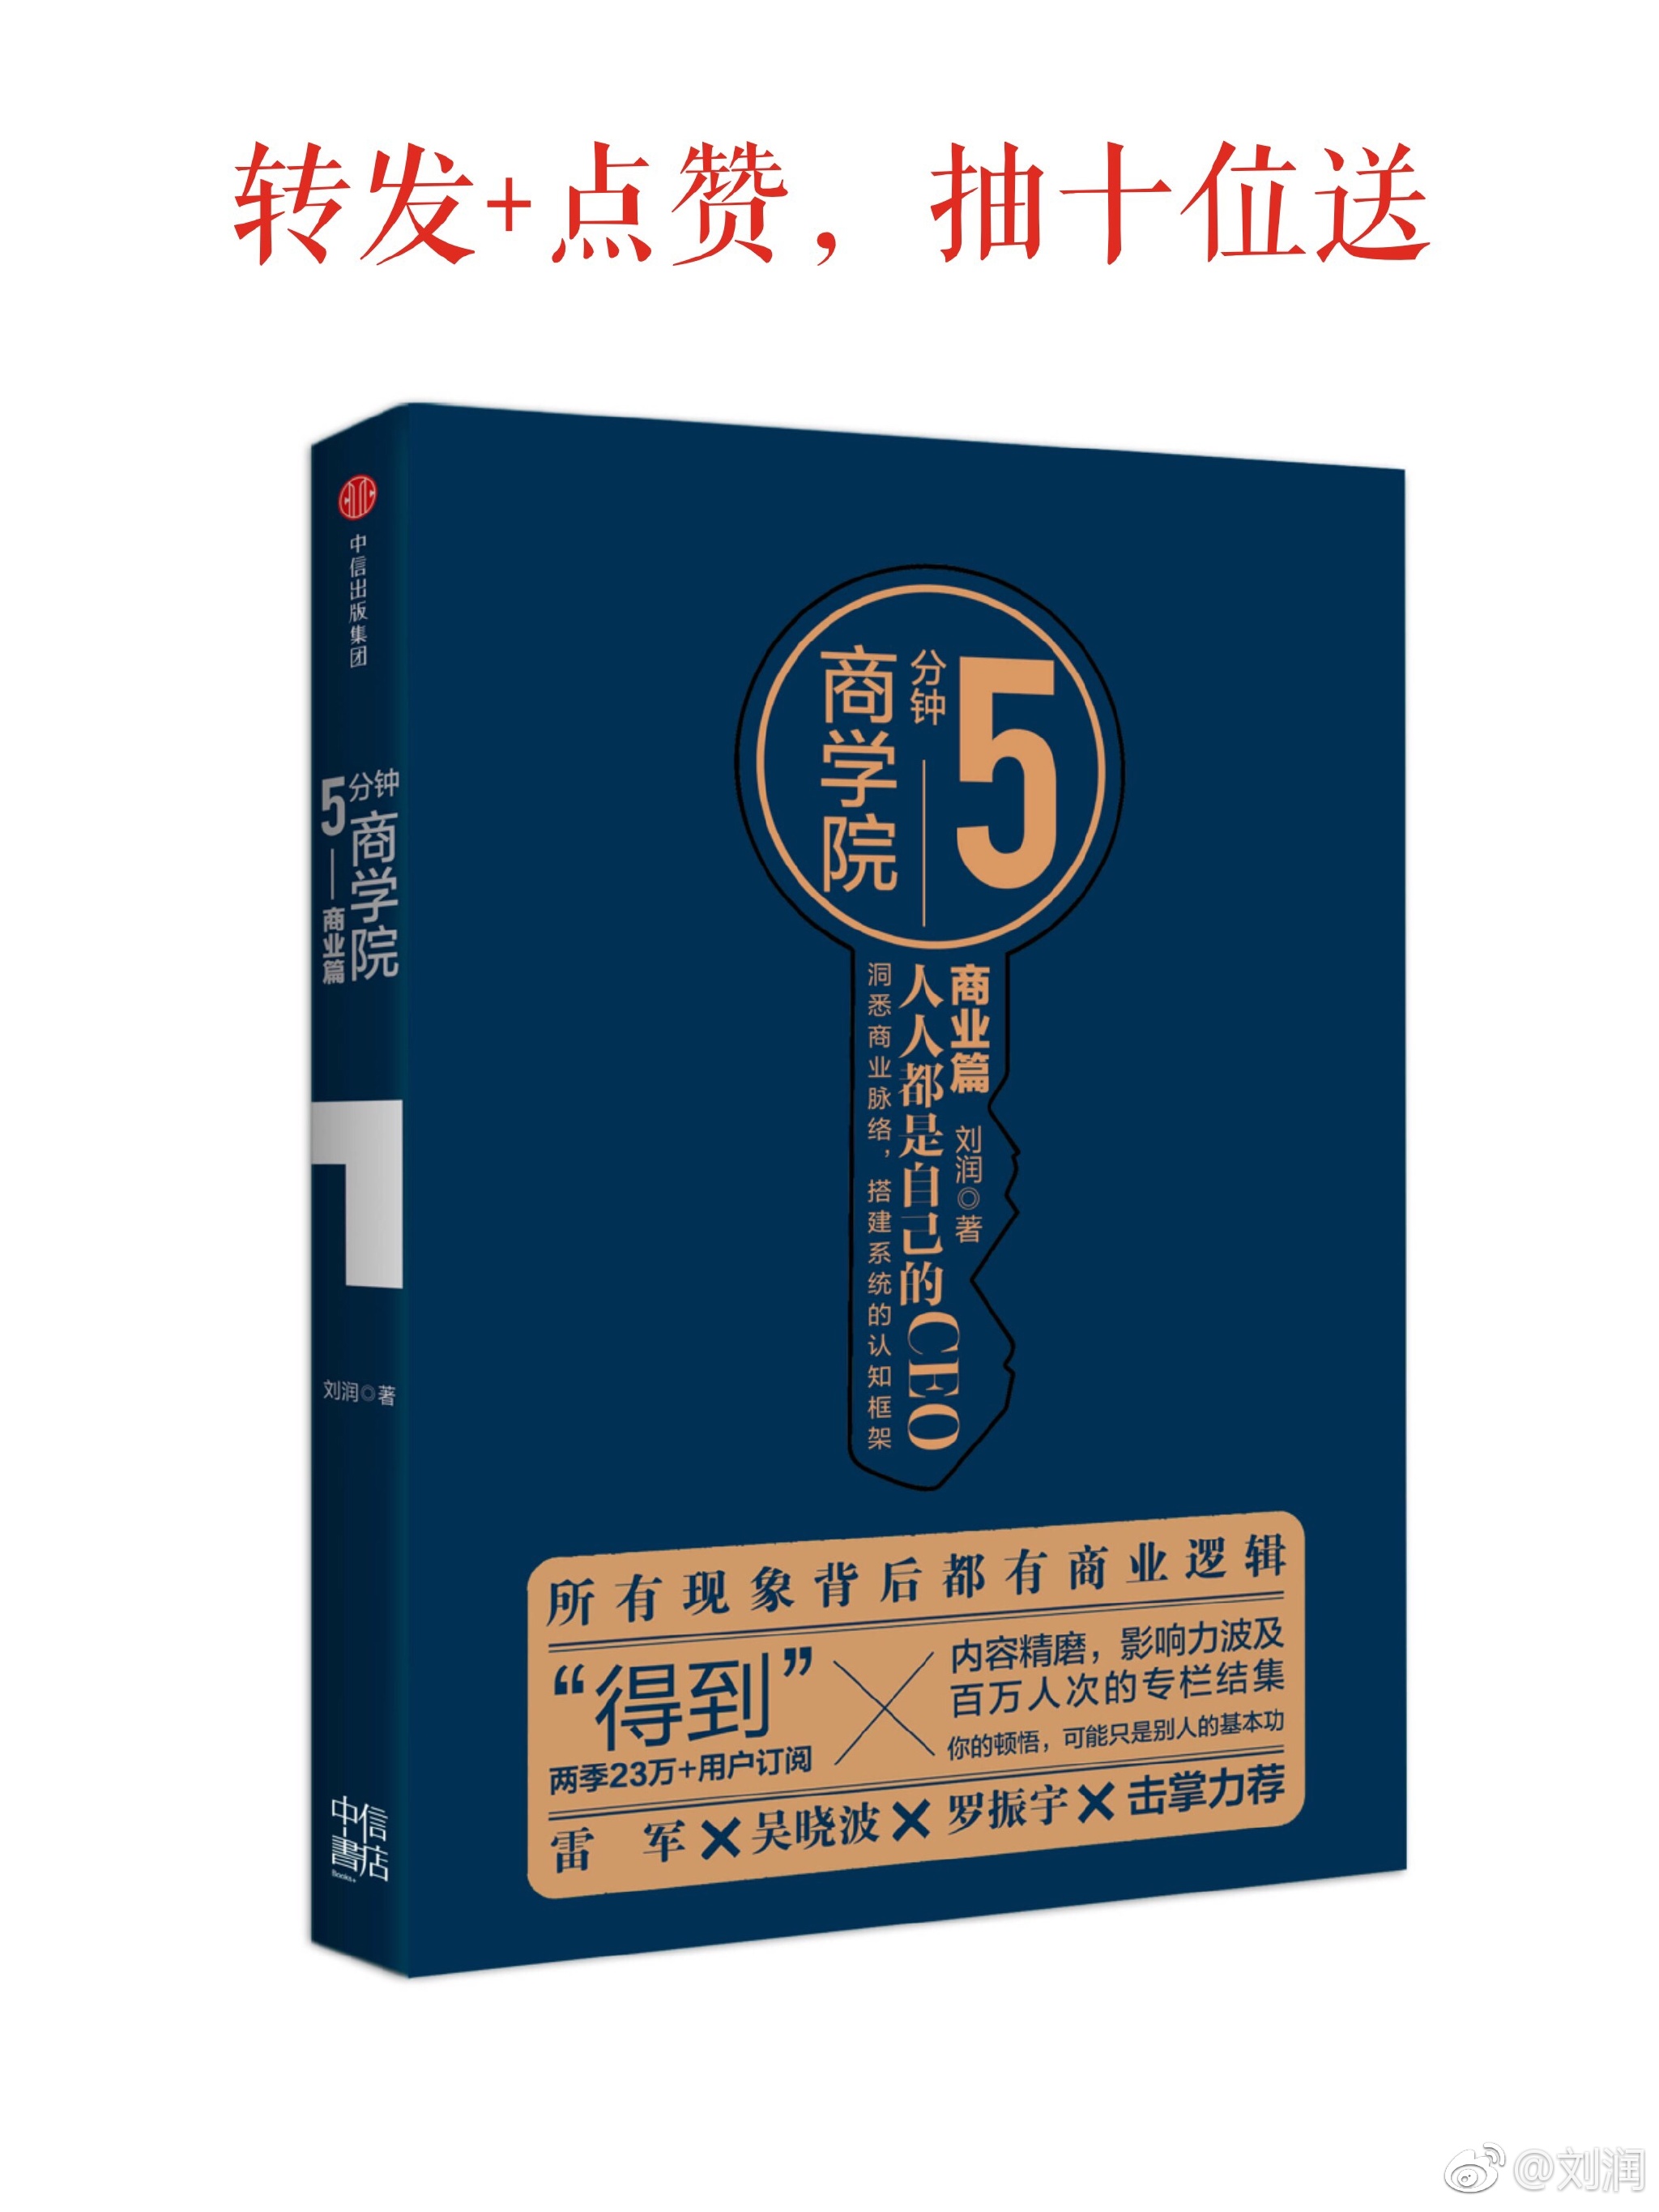 转发+点赞，抽十位送
中信出版集团
5分钟商学院
商业篇
刘润◎著
中信書店
Books+
5分钟
商学院
商业篇 刘润◎著
人人都是自己的CEO
洞悉商业脉络，搭建系统的认知框架
所有现象背后都有商业逻辑
“得到”
两季23万+用户订阅
内容精磨，影响力波及
百万人次的专栏结集
你的顿悟，可能只是别人的基本功
雷军×吴晓波×罗振宇×击掌力荐
@刘润